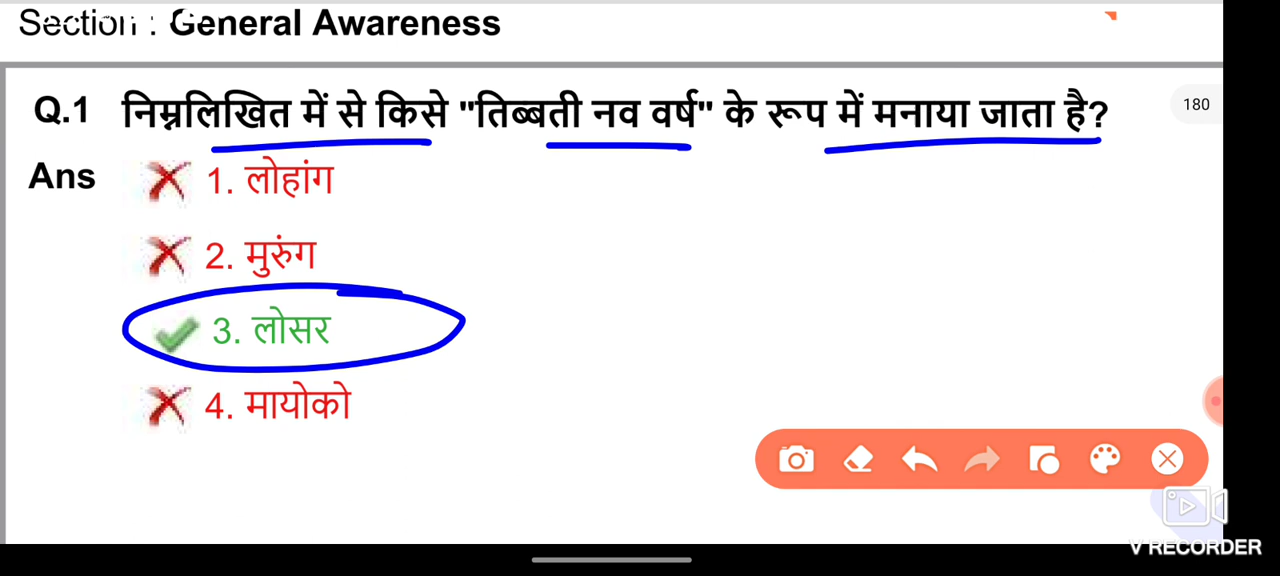 Section : General Awareness
Q.1 निम्नलिखित में से किसे "तिब्बती नव वर्ष" के रूप में मनाया जाता है?
180
Ans 1. लोहांग
2. मुरुंग
3. लोसर
4. मायोको
V RECORDER